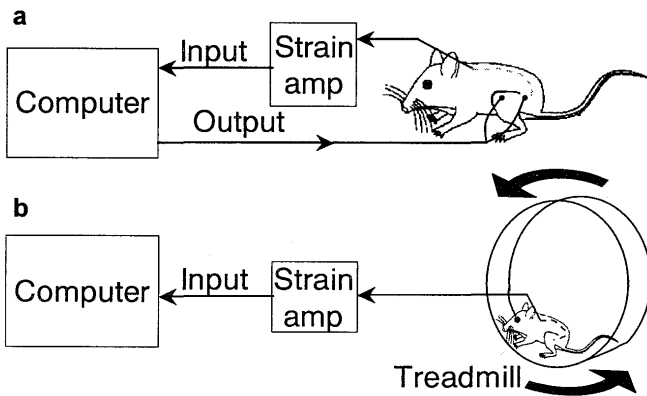 a
Input
Strain
amp
Computer
Output
b
Input
Strain
amp
Computer
Treadmill